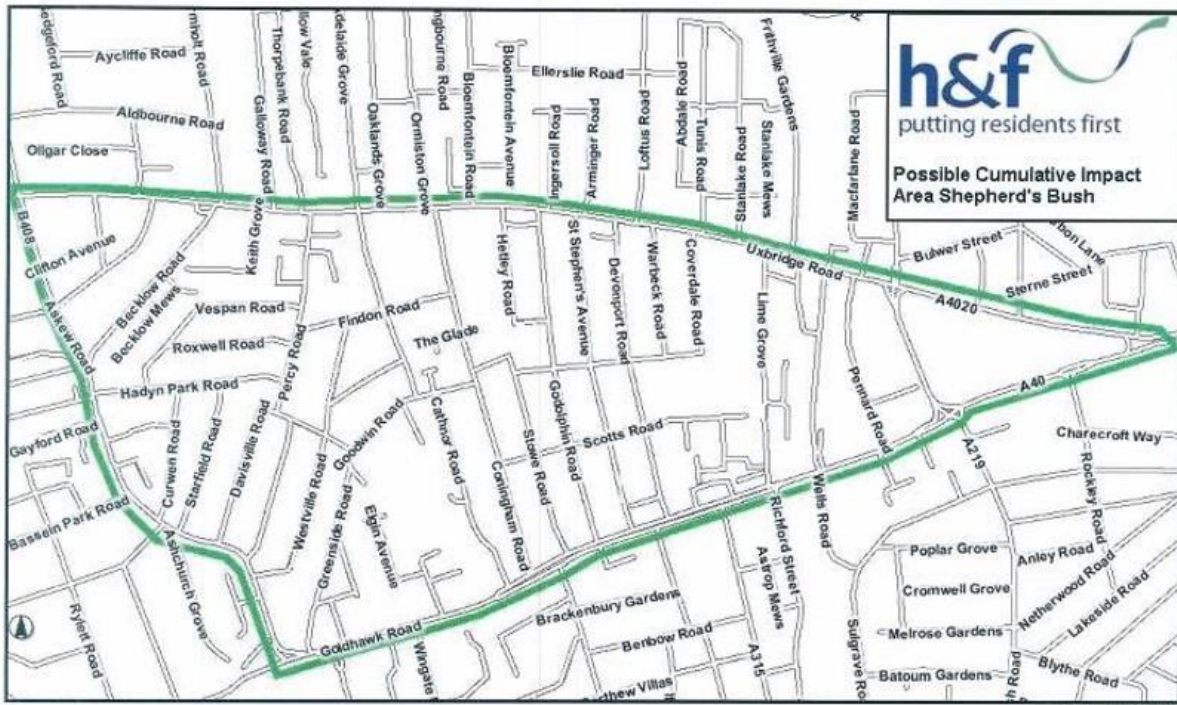 h&f
putting residents first
Possible Cumulative Impact
Area Shepherd's Bush
Aycliffe Road
Aldbourne Road
Ollgar Close
Galloway Road
Thorpebank Road
Adelaide Grove
Oaklands Grove
Ormiston Grove
Bloemfontein Road
Bloemfontein Avenue
Ellerslie Road
Ingersoll Road
Arminger Road
Loftus Road
Abdale Road
Tunis Road
Stanlake Road
Stanlake Mews
Frithville Gardens
Macfarlane Road
Bulwer Street
Sterne Street
Uxbridge Road
A4020
B408
Clifton Avenue
Askew Road
Becklow Road
Becklow Mews
Keith Grove
Vespan Road
Roxwell Road
Hadyn Park Road
Percy Road
Findon Road
The Glade
Hetley Road
St Stephen's Avenue
Devonport Road
Warbeck Road
Coverdale Road
Lime Grove
Pennard Road
A40
A219
Charecroft Way
Rockley Road
Gayford Road
Curwen Road
Starfield Road
Davisville Road
Westville Road
Goodwin Road
Greenside Road
Cathnor Road
Coningham Road
Stowe Road
Godolphin Road
Scotts Road
Wells Road
Richford Street
Astrop Mews
Bassein Park Road
Ashchurch Grove
Rylett Road
Elgin Avenue
Goldhawk Road
Wingate
Brackenbury Gardens
Benbow Road
A315
Villas
Poplar Grove
Cromwell Grove
Melrose Gardens
Batoum Gardens
Sulgrave
Anley Road
Netherwood Road
Lakeside Road
Blythe Road